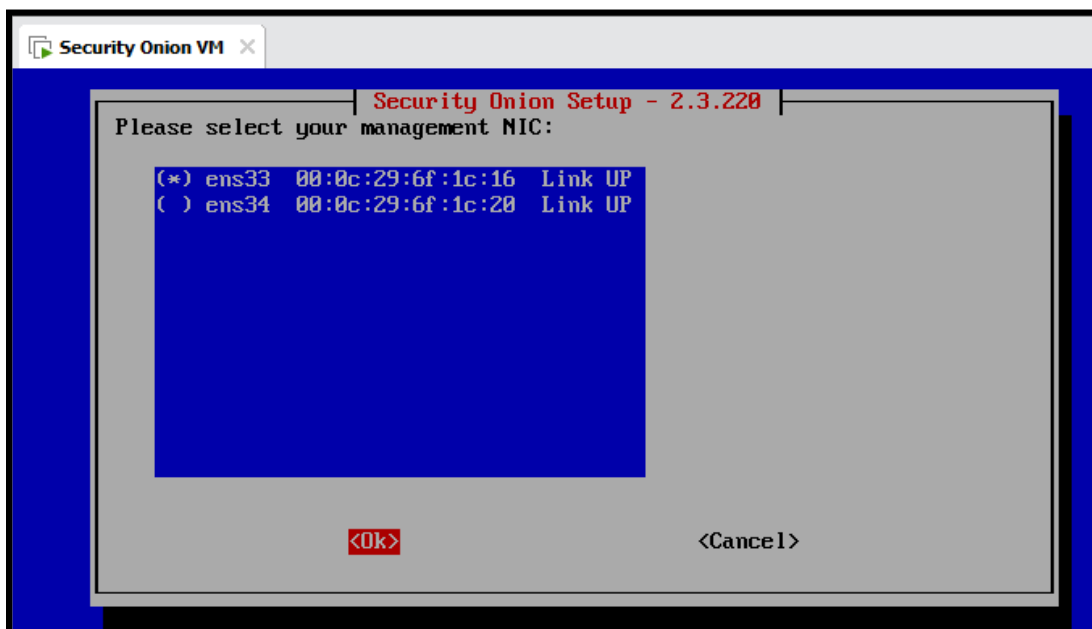 Security Onion VM
Security Onion Setup - 2.3.220
Please select your management NIC:
(*) ens33 00:0c:29:6f:1c:16 Link UP
( ) ens34 00:0c:29:6f:1c:20 Link UP
<Ok> <Cancel>